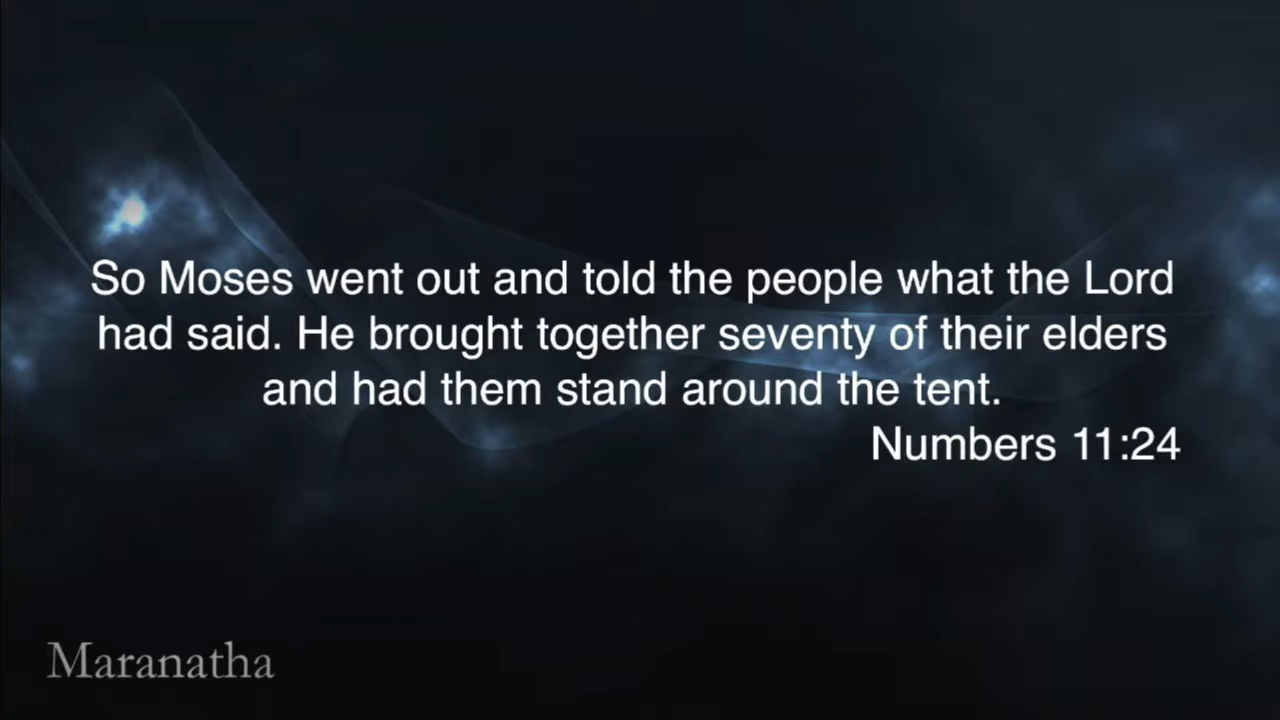 So Moses went out and told the people what the Lord
had said. He brought together seventy of their elders
and had them stand around the tent.
Numbers 11:24
Maranatha